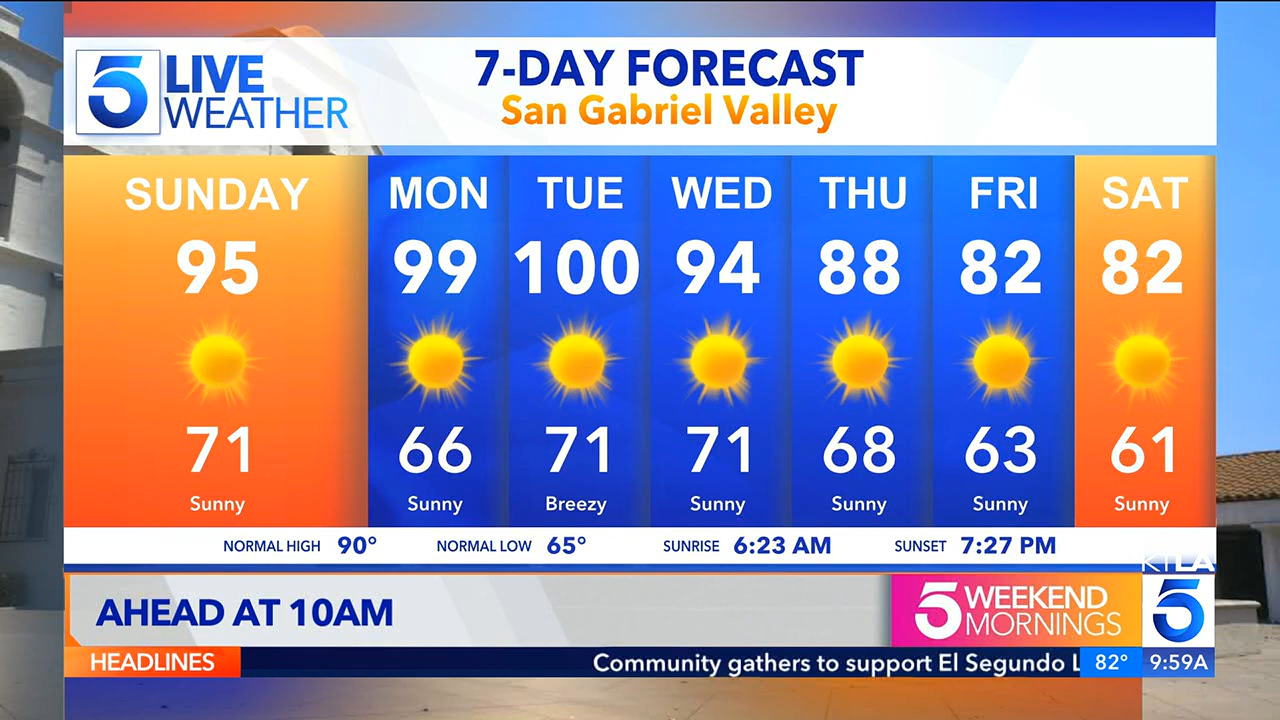 5 LIVE WEATHER
7-DAY FORECAST
San Gabriel Valley
SUNDAY MON TUE WED THU FRI SAT
95 99 100 94 88 82 82
71 66 71 71 68 63 61
Sunny Sunny Breezy Sunny Sunny Sunny Sunny
NORMAL HIGH 90° NORMAL LOW 65° SUNRISE 6:23 AM SUNSET 7:27 PM
KTLA 5
AHEAD AT 10AM
5 WEEKEND MORNINGS
HEADLINES
Community gathers to support El Segundo L
82° 9:59A